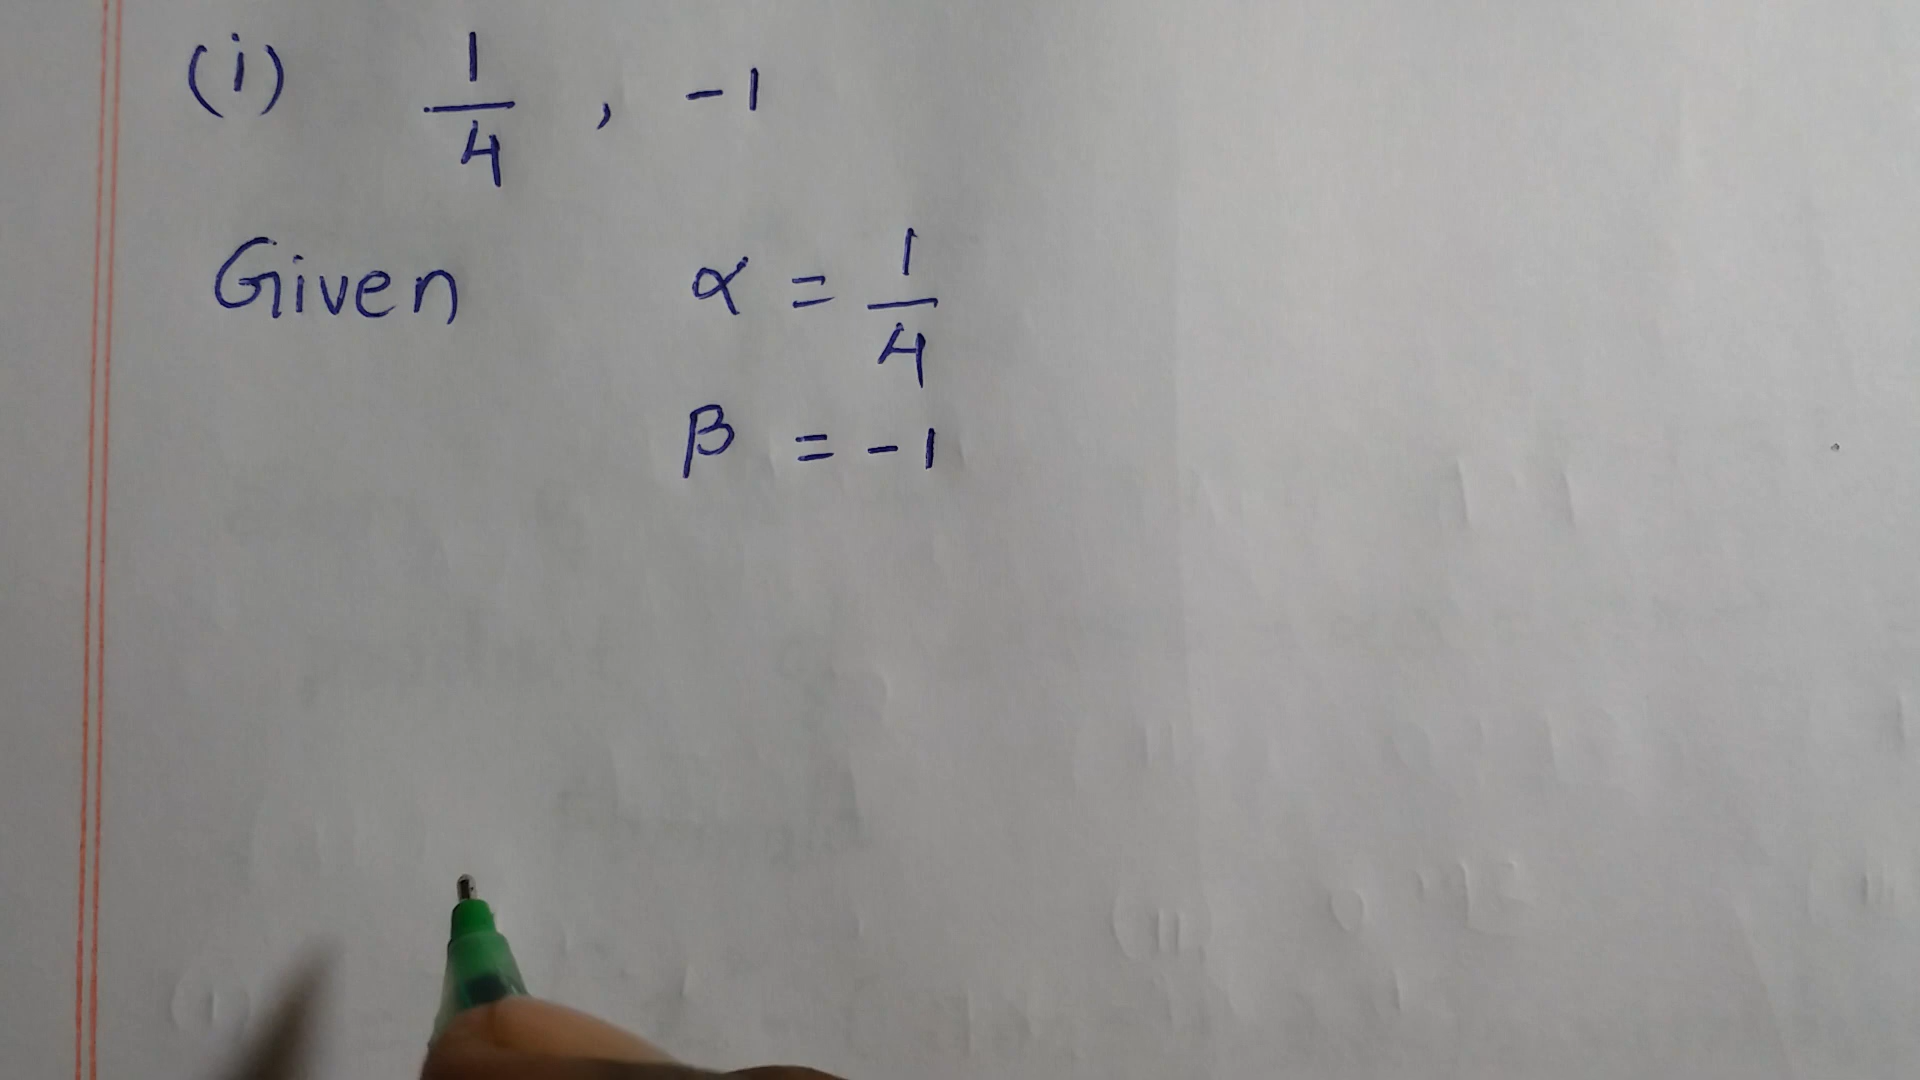 (i) 1/4 , -1
Given α = 1/4
β = -1